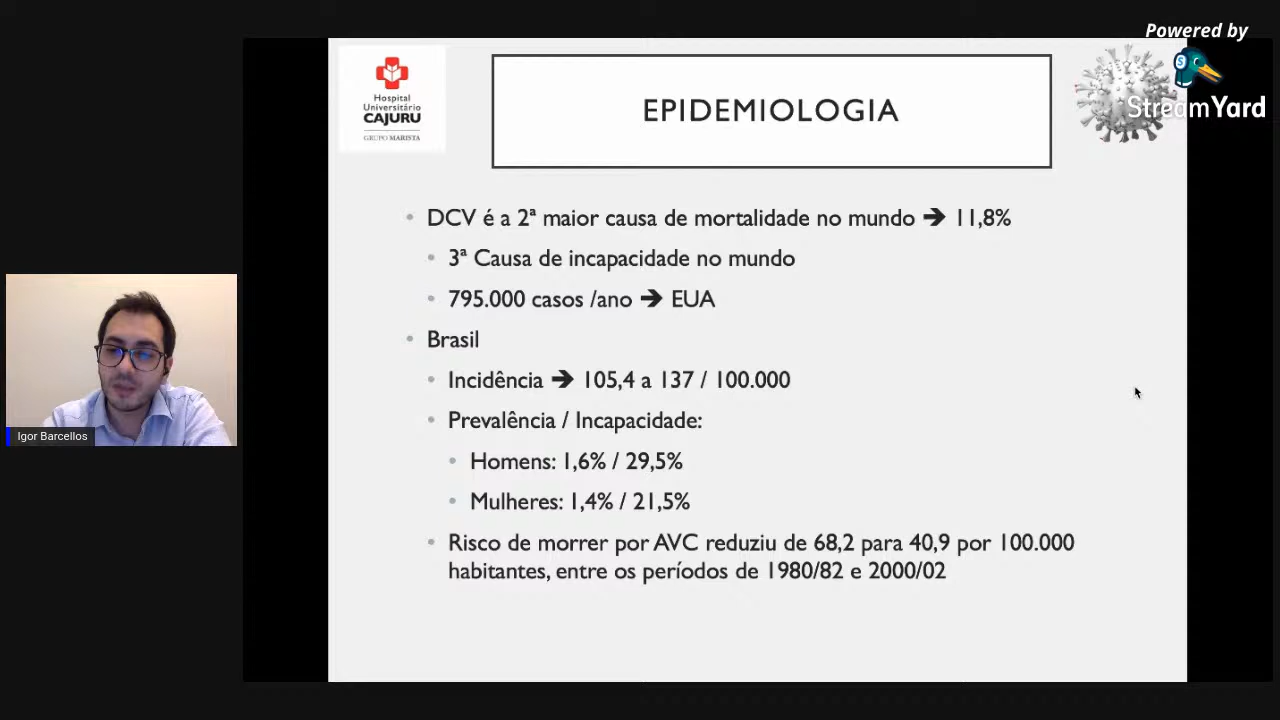 Powered by
StreamYard
Hospital
Universitário
CAJURU
GRUPO MARISTA
EPIDEMIOLOGIA
• DCV é a 2ª maior causa de mortalidade no mundo ➔ 11,8%
• 3ª Causa de incapacidade no mundo
• 795.000 casos /ano ➔ EUA
• Brasil
• Incidência ➔ 105,4 a 137 / 100.000
• Prevalência / Incapacidade:
• Homens: 1,6% / 29,5%
• Mulheres: 1,4% / 21,5%
• Risco de morrer por AVC reduziu de 68,2 para 40,9 por 100.000
habitantes, entre os períodos de 1980/82 e 2000/02
Igor Barcellos